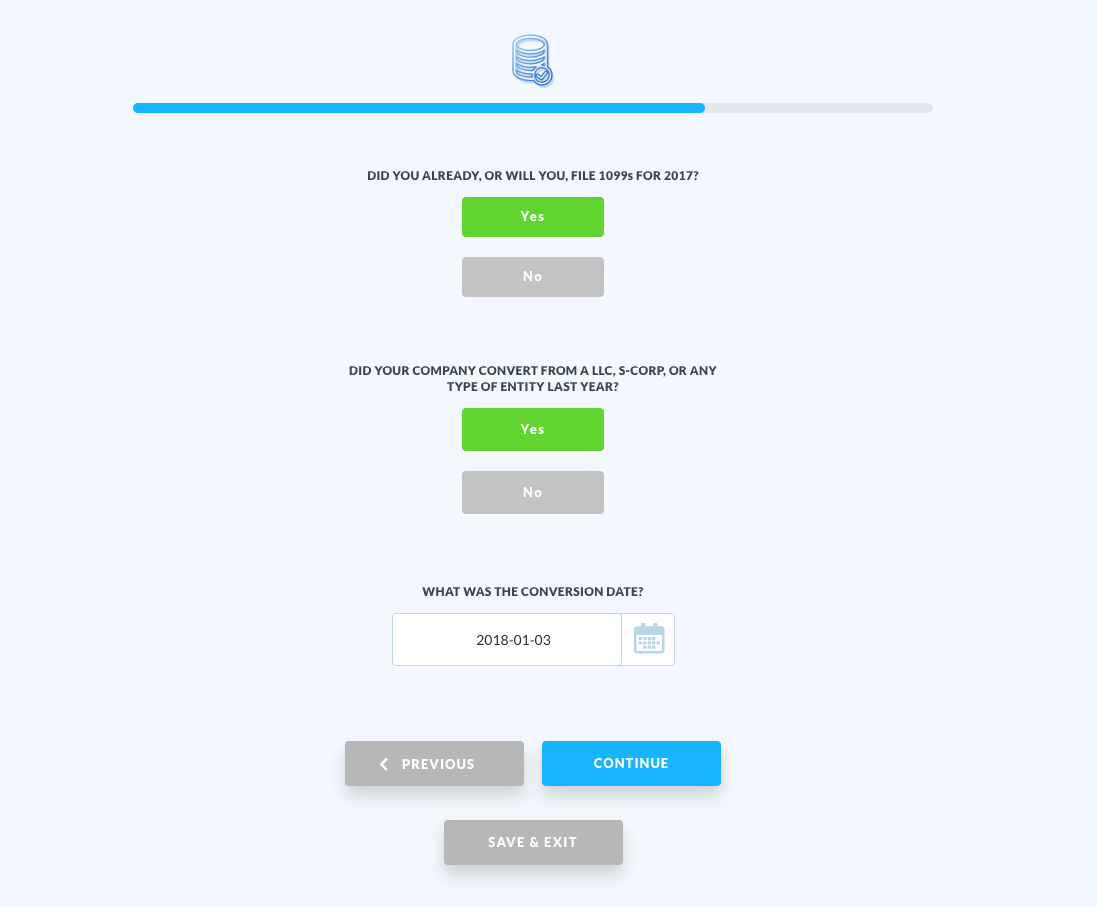 DID YOU ALREADY, OR WILL YOU, FILE 1099s FOR 2017?
Yes
No
DID YOUR COMPANY CONVERT FROM A LLC, S-CORP, OR ANY
TYPE OF ENTITY LAST YEAR?
Yes
No
WHAT WAS THE CONVERSION DATE?
2018-01-03
PREVIOUS
CONTINUE
SAVE & EXIT